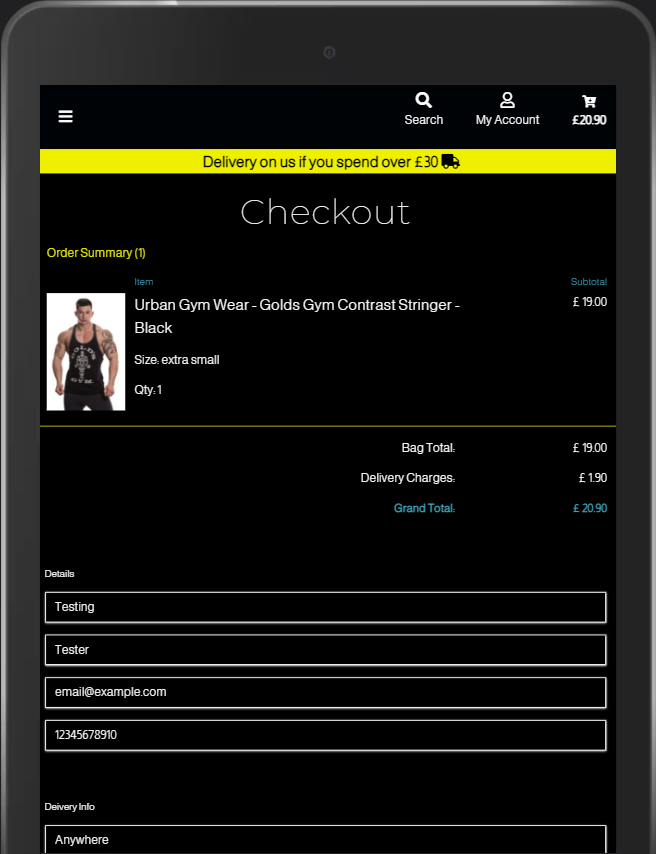 Search
My Account
£20.90
Delivery on us if you spend over £30
Checkout
Order Summary (1)
Item
Subtotal
Urban Gym Wear - Golds Gym Contrast Stringer -
£ 19.00
Black
Size: extra small
Qty: 1
GOLD'S
GYM
Bag Total:
£ 19.00
Delivery Charges:
£ 1.90
Grand Total:
£ 20.90
Details
Testing
Tester
email@example.com
12345678910
Deivery Info
Anywhere